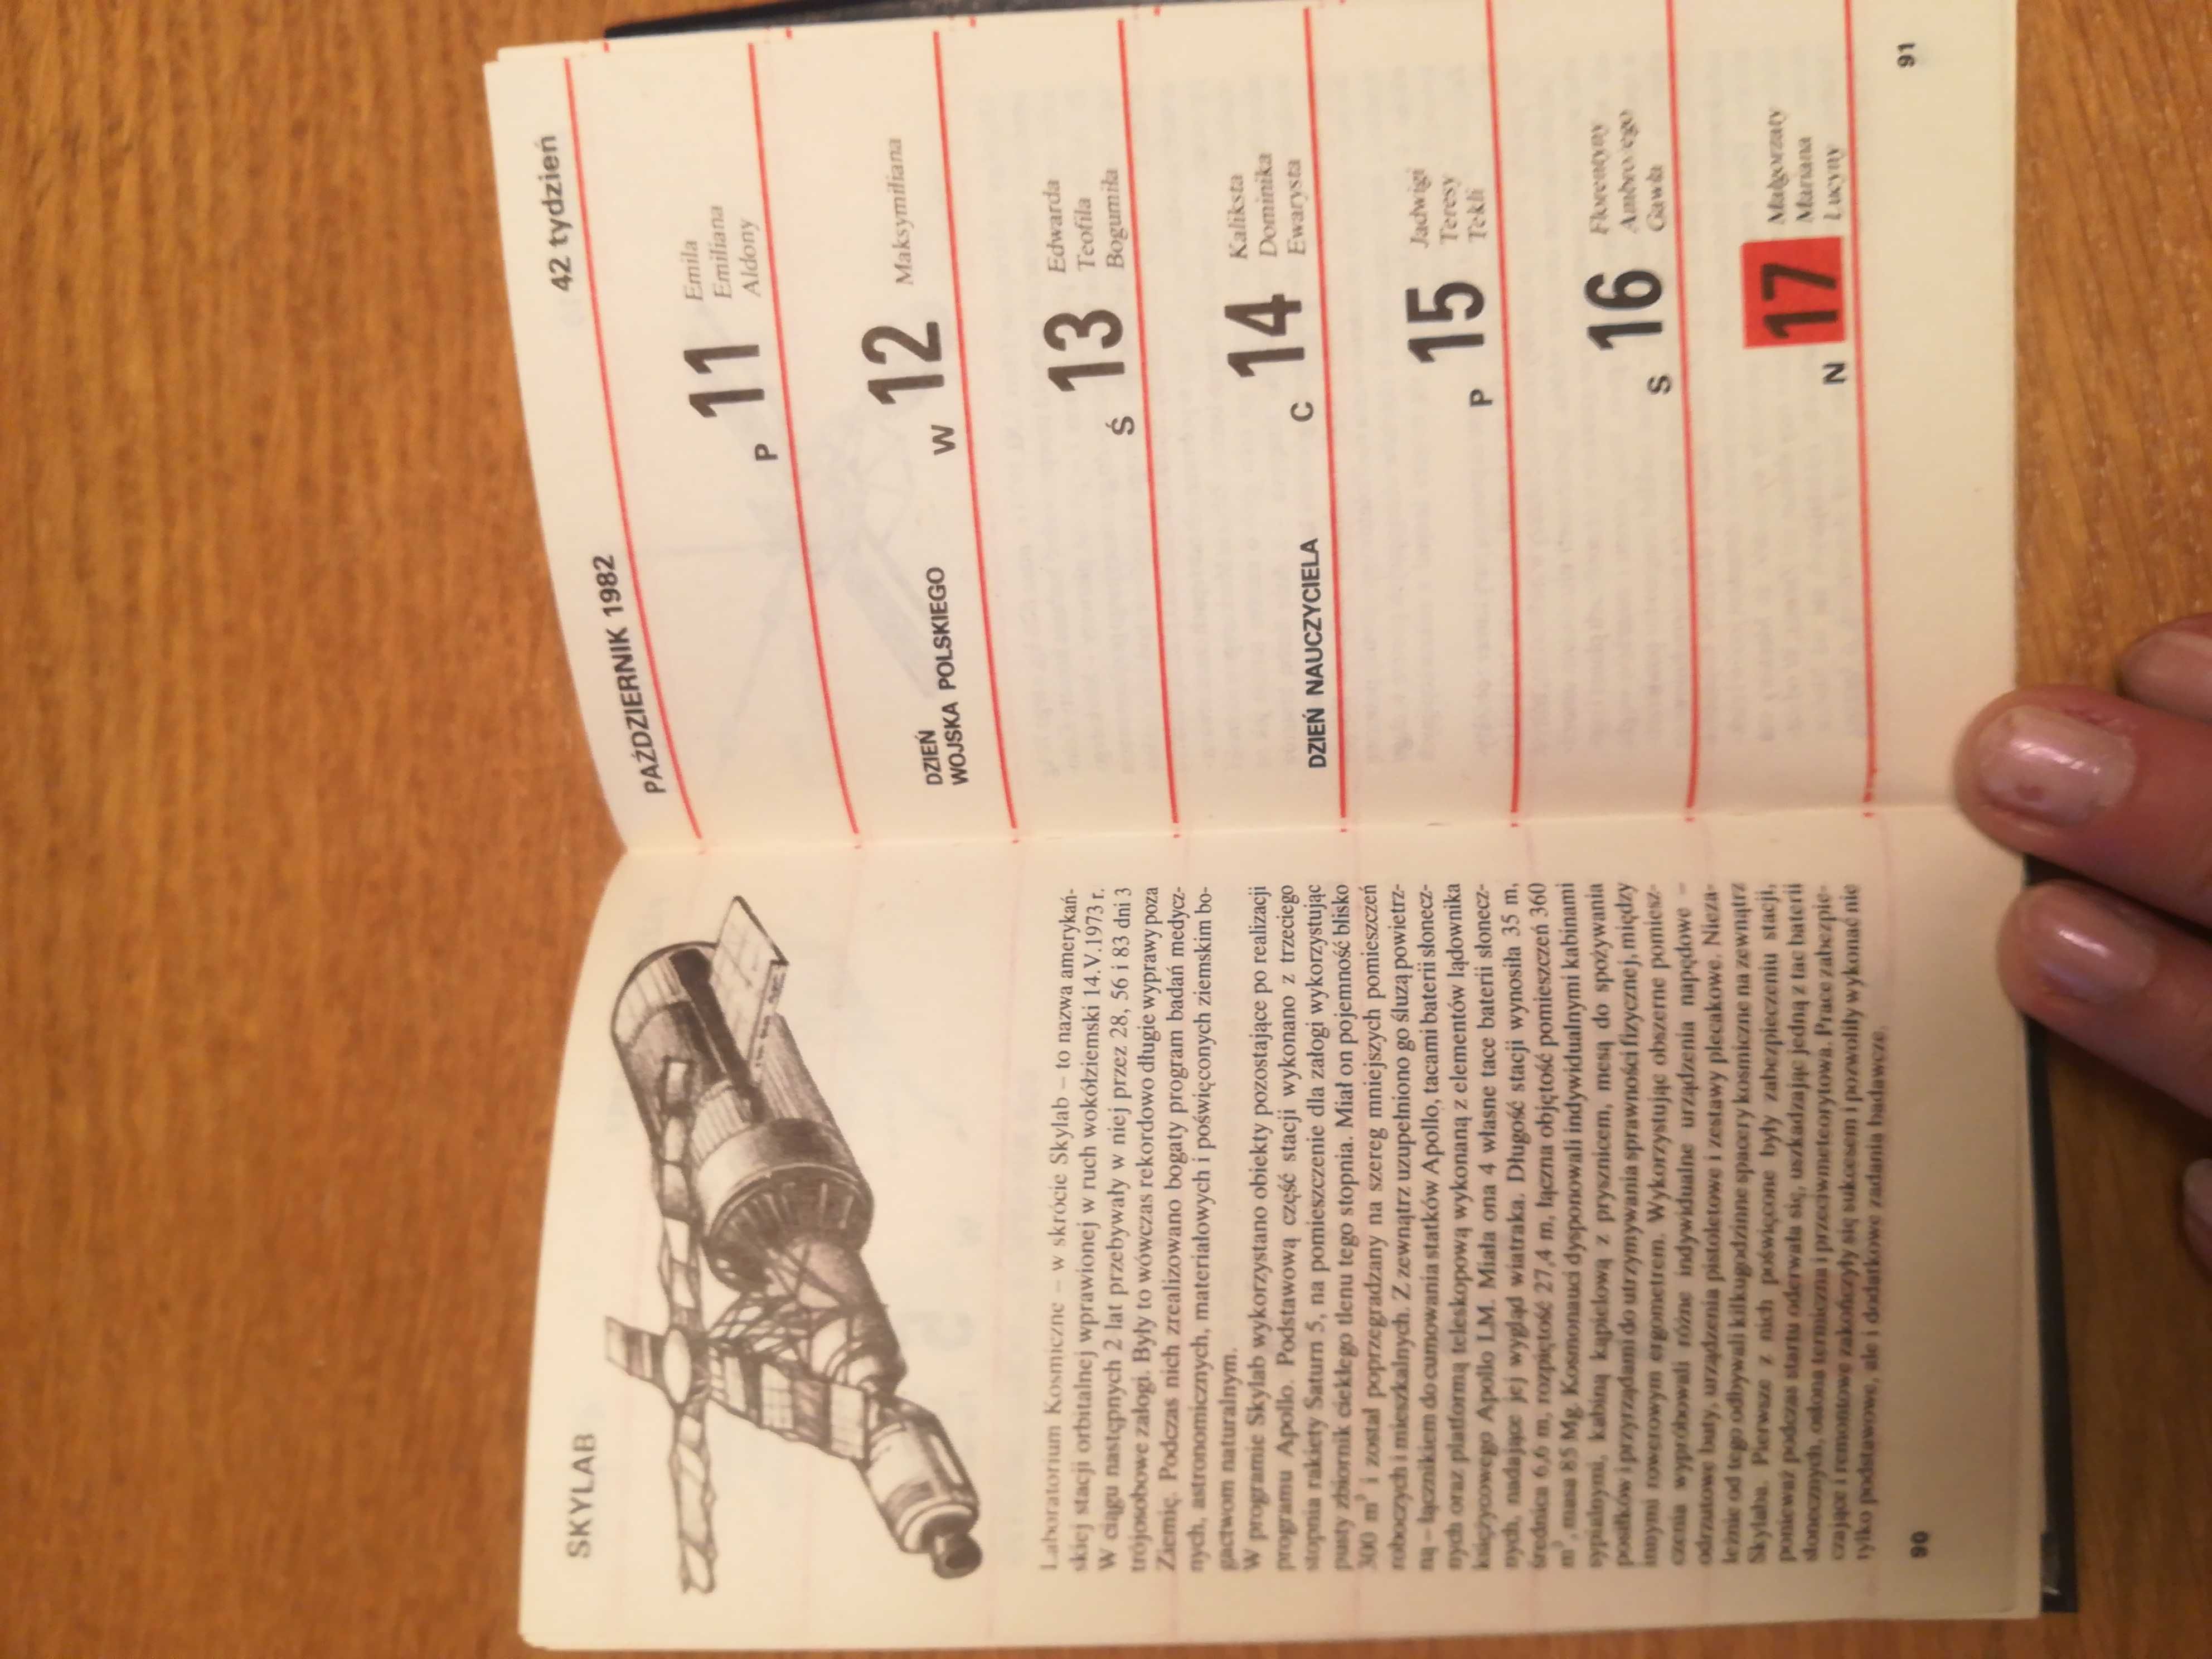 SKYLAB
Laboratorium Kosmiczne – w skrócie Skylab – to nazwa amerykań-
skiej stacji orbitalnej wprawionej w ruch wokółziemski 14.V.1973 r.
W ciągu następnych 2 lat przebywały w niej przez 28, 56 i 83 dni 3
trójosobowe załogi. Były to wówczas rekordowo długie wyprawy poza
Ziemię. Podczas nich zrealizowano bogaty program badań medycz-
nych, astronomicznych, materiałowych i poświęconych ziemskim bo-
gactwom naturalnym.
W programie Skylab wykorzystano obiekty pozostające po realizacji
programu Apollo. Podstawową część stacji wykonano z trzeciego
stopnia rakiety Saturn 5, na pomieszczenie dla załogi wykorzystując
pusty zbiornik ciekłego tlenu tego stopnia. Miał on pojemność blisko
300 m³ i został poprzegradzany na szereg mniejszych pomieszczeń
roboczych i mieszkalnych. Z zewnątrz uzupełniono go śluzą powietrz-
ną – łącznikiem do cumowania statków Apollo, tacami baterii słonecz-
nych oraz platformą teleskopową wykonaną z elementów lądownika
księżycowego Apollo LM. Miała ona 4 własne tace baterii słonecz-
nych, nadające jej wygląd wiatraka. Długość stacji wynosiła 35 m,
średnica 6,6 m, rozpiętość 27,4 m, łączna objętość pomieszczeń 360
m³, masa 85 Mg. Kosmonauci dysponowali indywidualnymi kabinami
sypialnymi, kabiną kąpielową z prysznicem, mesą do spożywania
posiłków i przyrządami do utrzymywania sprawności fizycznej, między
innymi rowerowym ergometrem. Wykorzystując obszerne pomiesz-
czenia wypróbowali różne indywidualne urządzenia napędowe –
odrzutowe buty, urządzenia pistoletowe i zestawy plecakowe. Nieza-
leżnie od tego odbywali kilkugodzinne spacery kosmiczne na zewnątrz
Skylaba. Pierwsze z nich poświęcone były zabezpieczeniu stacji,
ponieważ podczas startu oderwała się, uszkadzając jedną z tac baterii
słonecznych, osłona termiczna i przeciwmeteorytowa. Prace zabezpie-
czające i remontowe zakończyły się sukcesem i pozwoliły wykonać nie
tylko podstawowe, ale i dodatkowe zadania badawcze.
90
PAŹDZIERNIK 1982 42 tydzień
P 11 Emila
Emiliana
Aldony
DZIEŃ
WOJSKA POLSKIEGO W 12 Maksymiliana
Ś 13 Edwarda
Teofila
Bogumiła
DZIEŃ NAUCZYCIELA C 14 Kaliksta
Dominika
Ewarysta
P 15 Jadwigi
Teresy
Tekli
S 16 Florentyny
Ambrożego
Gawła
N 17 Małgorzaty
Mariana
Lucyny
91